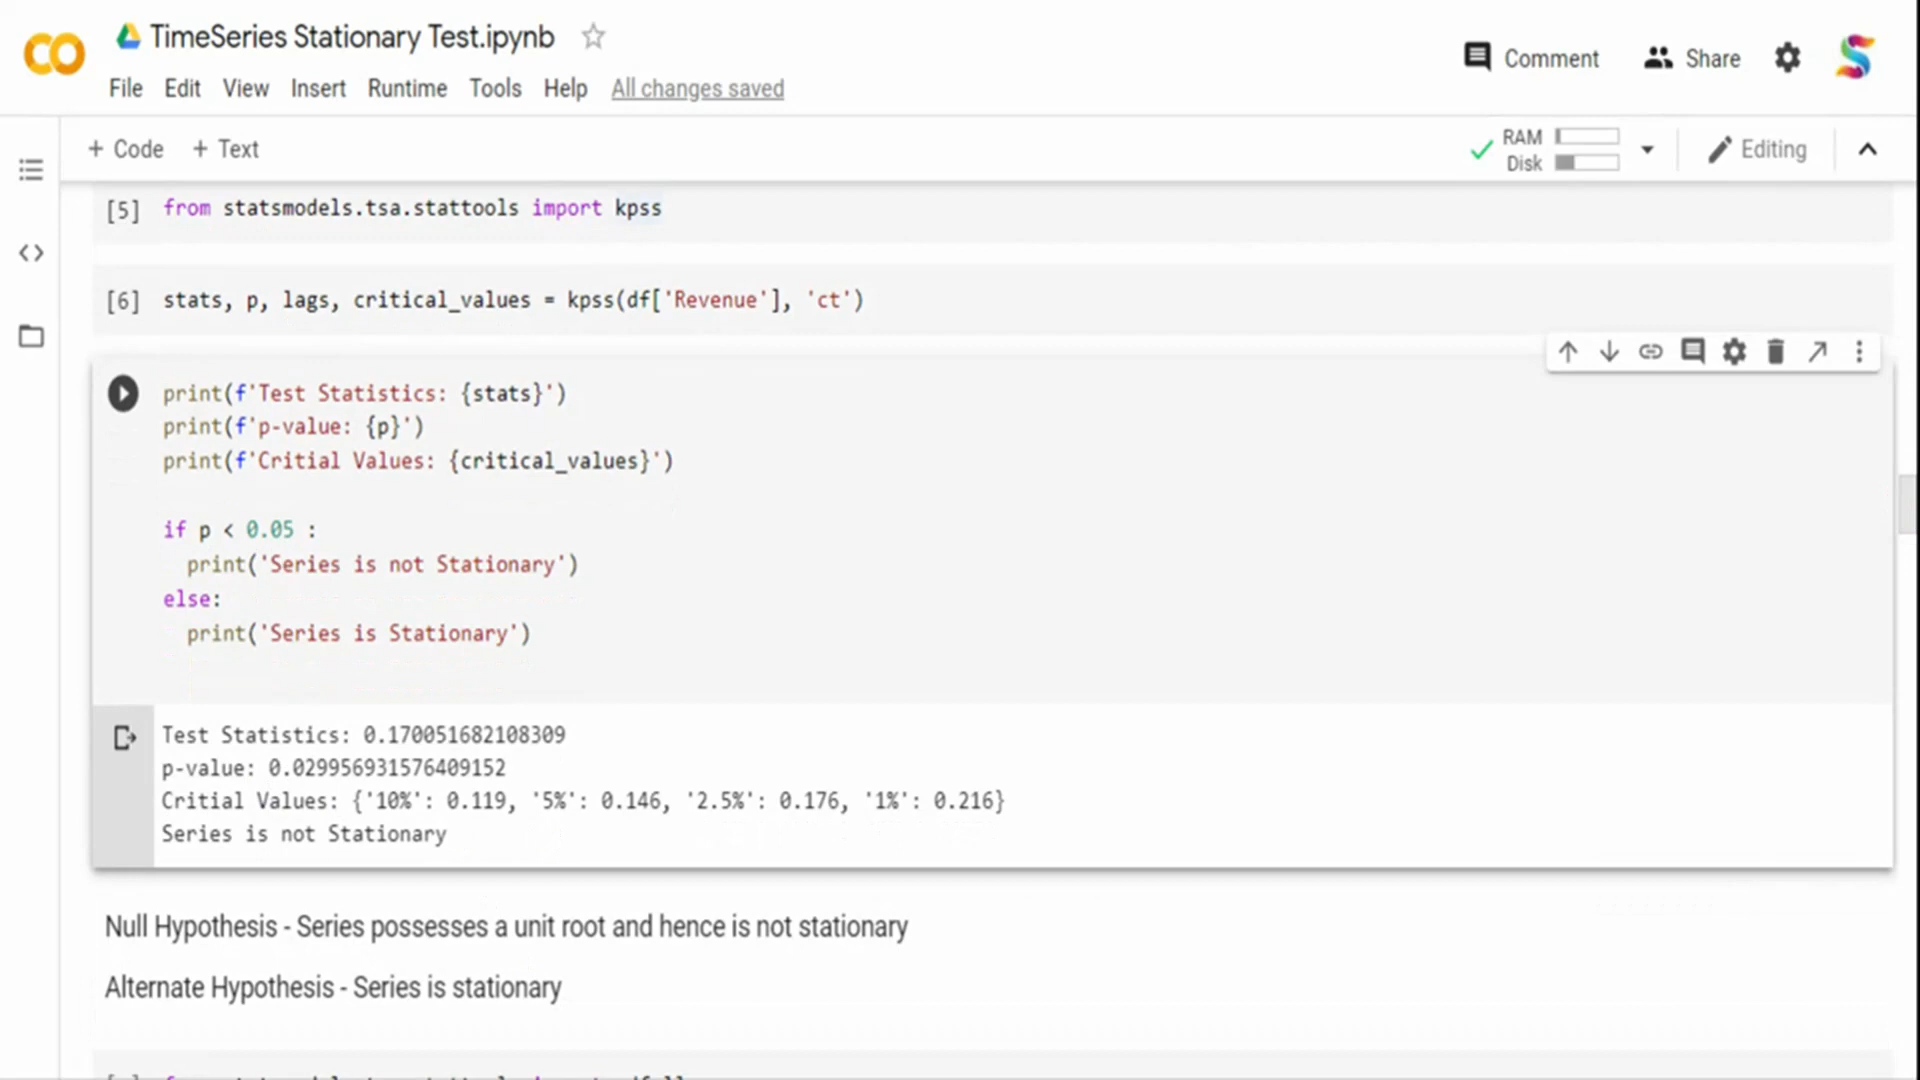 TimeSeries Stationary Test.ipynb
File Edit View Insert Runtime Tools Help All changes saved
Comment Share
+ Code + Text
RAM
Disk
Editing
[5] from statsmodels.tsa.stattools import kpss
[6] stats, p, lags, critical_values = kpss(df['Revenue'], 'ct')
print(f'Test Statistics: {stats}')
print(f'p-value: {p}')
print(f'Critial Values: {critical_values}')
if p < 0.05 :
print('Series is not Stationary')
else:
print('Series is Stationary')
Test Statistics: 0.170051682108309
p-value: 0.029956931576409152
Critial Values: {'10%': 0.119, '5%': 0.146, '2.5%': 0.176, '1%': 0.216}
Series is not Stationary
Null Hypothesis - Series possesses a unit root and hence is not stationary
Alternate Hypothesis - Series is stationary